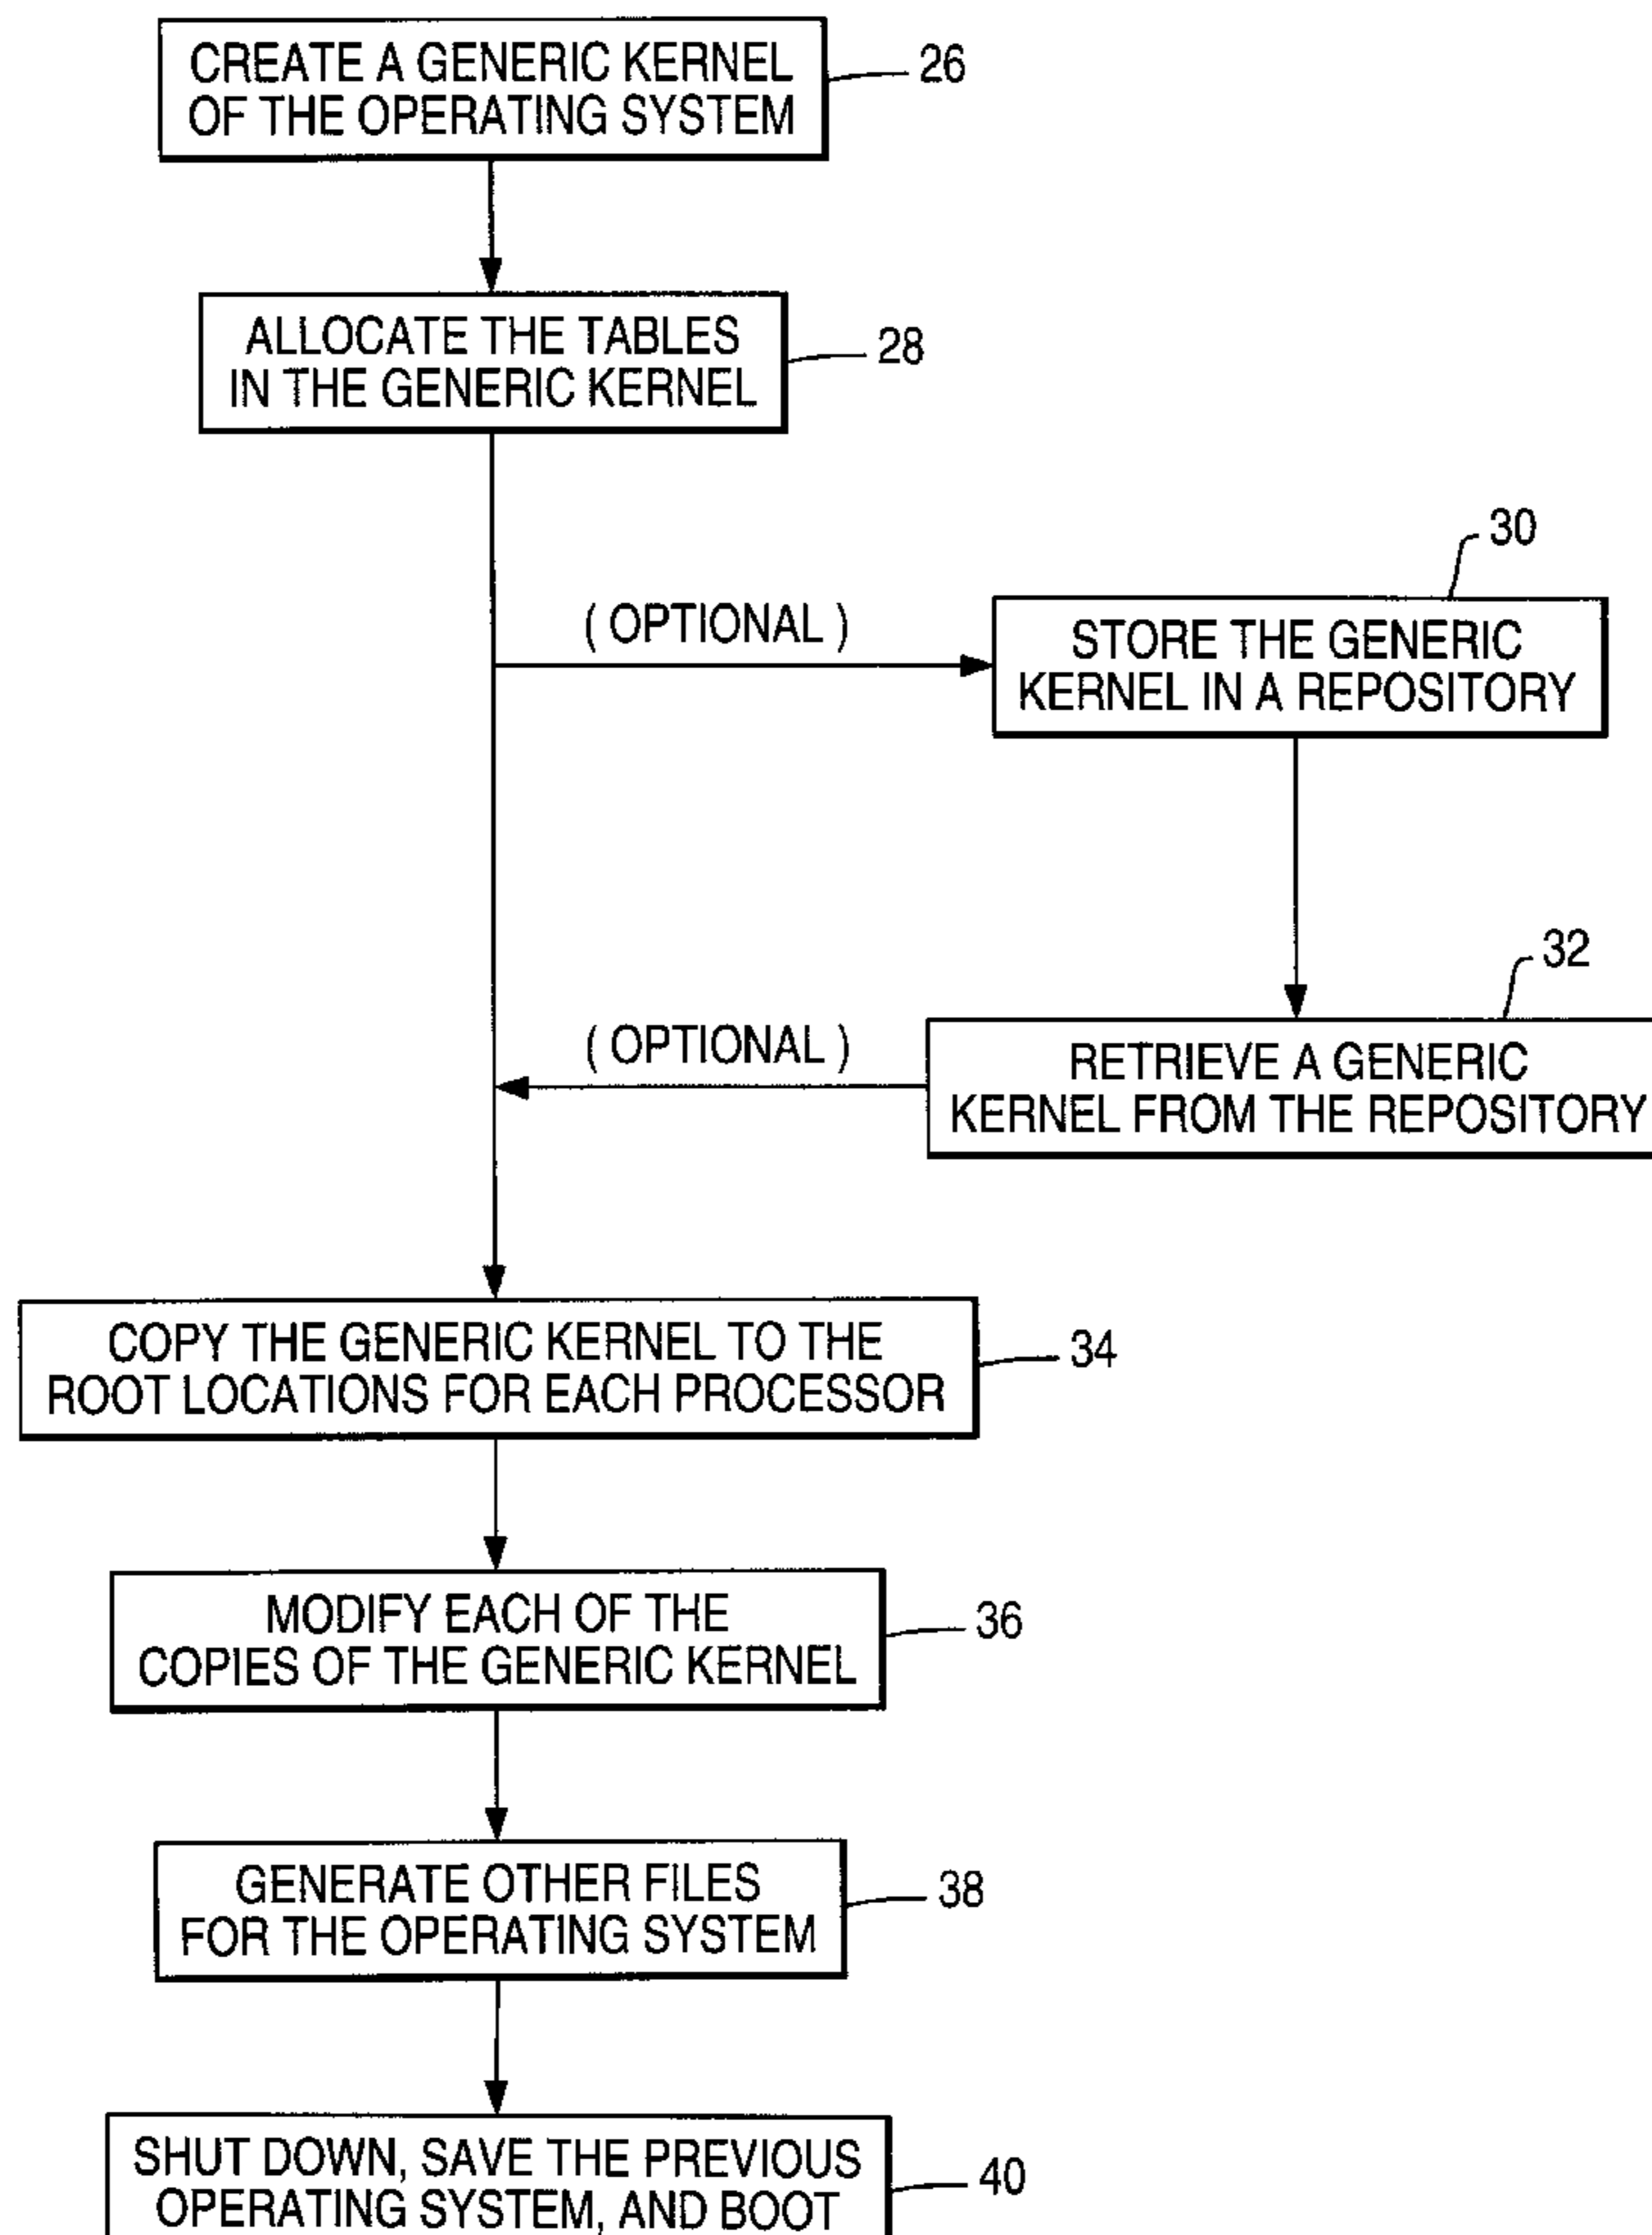 CREATE A GENERIC KERNEL
OF THE OPERATING SYSTEM
26
ALLOCATE THE TABLES
IN THE GENERIC KERNEL
28
30
( OPTIONAL )
STORE THE GENERIC
KERNEL IN A REPOSITORY
32
( OPTIONAL )
RETRIEVE A GENERIC
KERNEL FROM THE REPOSITORY
COPY THE GENERIC KERNEL TO THE
ROOT LOCATIONS FOR EACH PROCESSOR
34
MODIFY EACH OF THE
COPIES OF THE GENERIC KERNEL
36
GENERATE OTHER FILES
FOR THE OPERATING SYSTEM
38
SHUT DOWN, SAVE THE PREVIOUS
OPERATING SYSTEM, AND BOOT
40